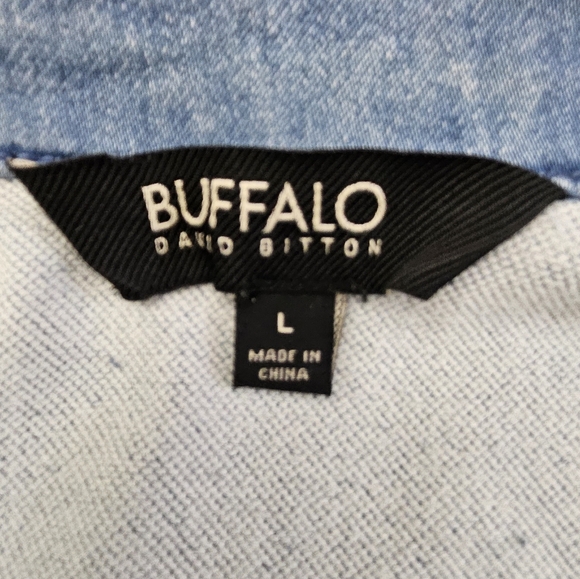 BUFFALO
DAVID BITTON
L
MADE IN
CHINA